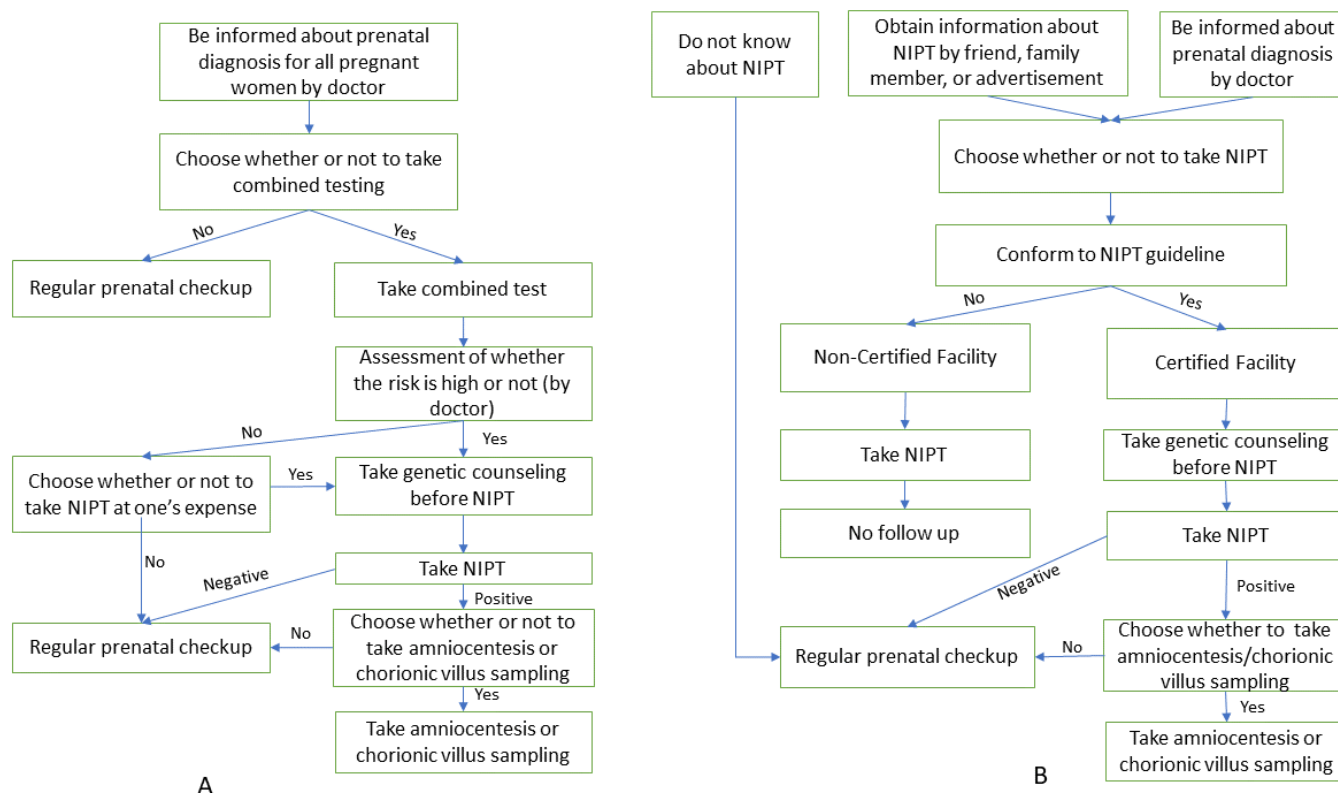 Be informed about prenatal
diagnosis for all pregnant
women by doctor
Choose whether or not to take
combined testing
No
Yes
Regular prenatal checkup
Take combined test
Assessment of whether
the risk is high or not (by
doctor)
No
Yes
Choose whether or not to
take NIPT at one’s expense
Yes
Take genetic counseling
before NIPT
No
Negative
Take NIPT
Positive
Regular prenatal checkup
No
Choose whether or not to
take amniocentesis or
chorionic villus sampling
Yes
Take amniocentesis or
chorionic villus sampling
A
Do not know
about NIPT
Obtain information about
NIPT by friend, family
member, or advertisement
Be informed about
prenatal diagnosis
by doctor
Choose whether or not to take NIPT
Conform to NIPT guideline
No
Yes
Non-Certified Facility
Certified Facility
Take NIPT
Take genetic counseling
before NIPT
No follow up
Take NIPT
Negative
Positive
Regular prenatal checkup
No
Choose whether to take
amniocentesis/chorionic
villus sampling
Yes
Take amniocentesis or
chorionic villus sampling
B